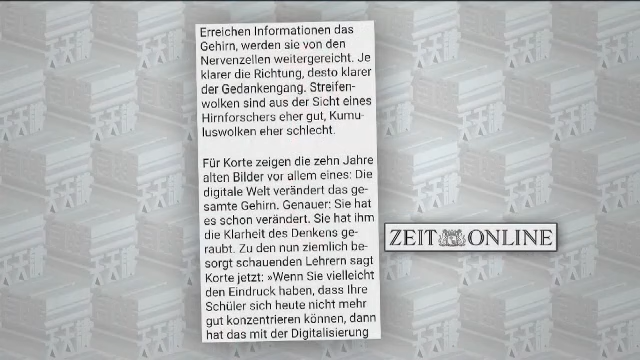 Erreichen Informationen das
Gehirn, werden sie von den
Nervenzellen weitergereicht. Je
klarer die Richtung, desto klarer
der Gedankengang. Streifen-
wolken sind aus der Sicht eines
Hirnforschers eher gut, Kumu-
luswolken eher schlecht.
Für Korte zeigen die zehn Jahre
alten Bilder vor allem eines: Die
digitale Welt verändert das ge-
samte Gehirn. Genauer: Sie hat
es schon verändert. Sie hat ihm
die Klarheit des Denkens ge-
raubt. Zu den nun ziemlich be-
sorgt schauenden Lehrern sagt
Korte jetzt: »Wenn Sie vielleicht
den Eindruck haben, dass Ihre
Schüler sich heute nicht mehr
gut konzentrieren können, dann
hat das mit der Digitalisierung
ZEIT ONLINE